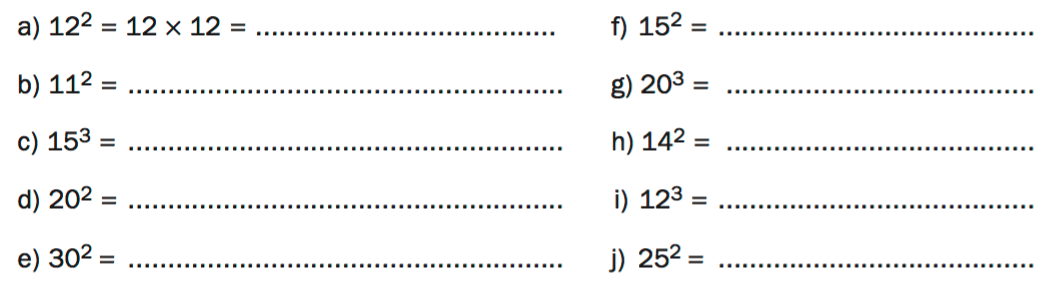 a) 12² = 12 × 12 = ......................................
b) 11² = .......................................................
c) 15³ = .......................................................
d) 20² = .......................................................
e) 30² = .......................................................
f) 15² = ........................................
g) 20³ = .......................................
h) 14² = .......................................
i) 12³ = ........................................
j) 25² = ........................................